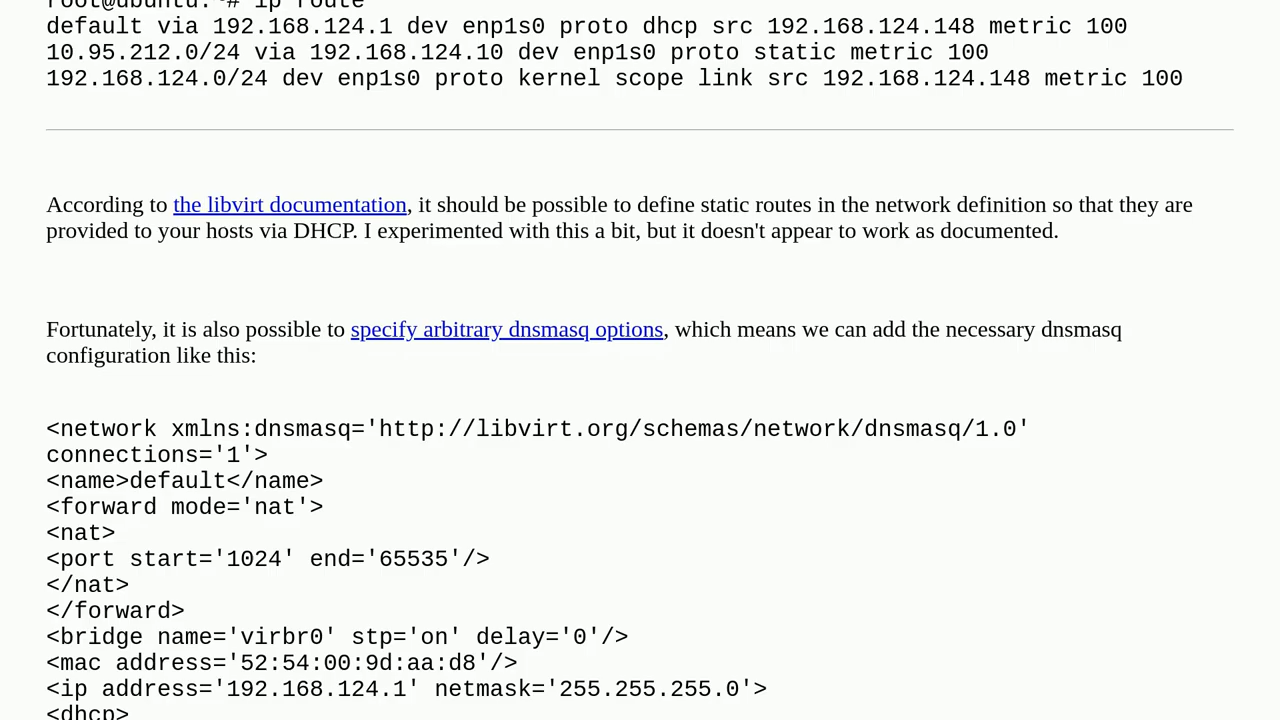 root@ubuntu:~# ip route
default via 192.168.124.1 dev enp1s0 proto dhcp src 192.168.124.148 metric 100
10.95.212.0/24 via 192.168.124.10 dev enp1s0 proto static metric 100
192.168.124.0/24 dev enp1s0 proto kernel scope link src 192.168.124.148 metric 100
According to the libvirt documentation, it should be possible to define static routes in the network definition so that they are
provided to your hosts via DHCP. I experimented with this a bit, but it doesn't appear to work as documented.
Fortunately, it is also possible to specify arbitrary dnsmasq options, which means we can add the necessary dnsmasq
configuration like this:
<network xmlns:dnsmasq='http://libvirt.org/schemas/network/dnsmasq/1.0'
connections='1'>
<name>default</name>
<forward mode='nat'>
<nat>
<port start='1024' end='65535'/>
</nat>
</forward>
<bridge name='virbr0' stp='on' delay='0'/>
<mac address='52:54:00:9d:aa:d8'/>
<ip address='192.168.124.1' netmask='255.255.255.0'>
<dhcp>